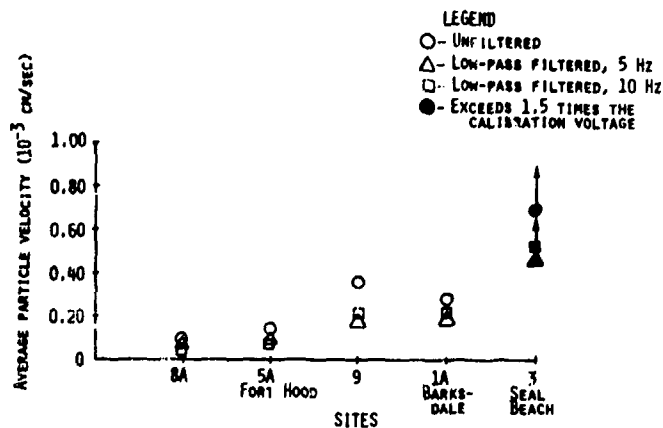 LEGEND
UNFILTERED
LOW-PASS FILTERED, 5 HZ
LOW-PASS FILTERED, 10 HZ
EXCEEDS 1.5 TIMES THE
CALIBRATION VOLTAGE
AVERAGE PARTICLE VELOCITY (10⁻³ CM/SEC)
1.00
0.80
0.60
0.40
0.20
0
8A
5A
9
1A
3
FORT HOOD
BARKS-
DALE
SEAL
BEACH
SITES